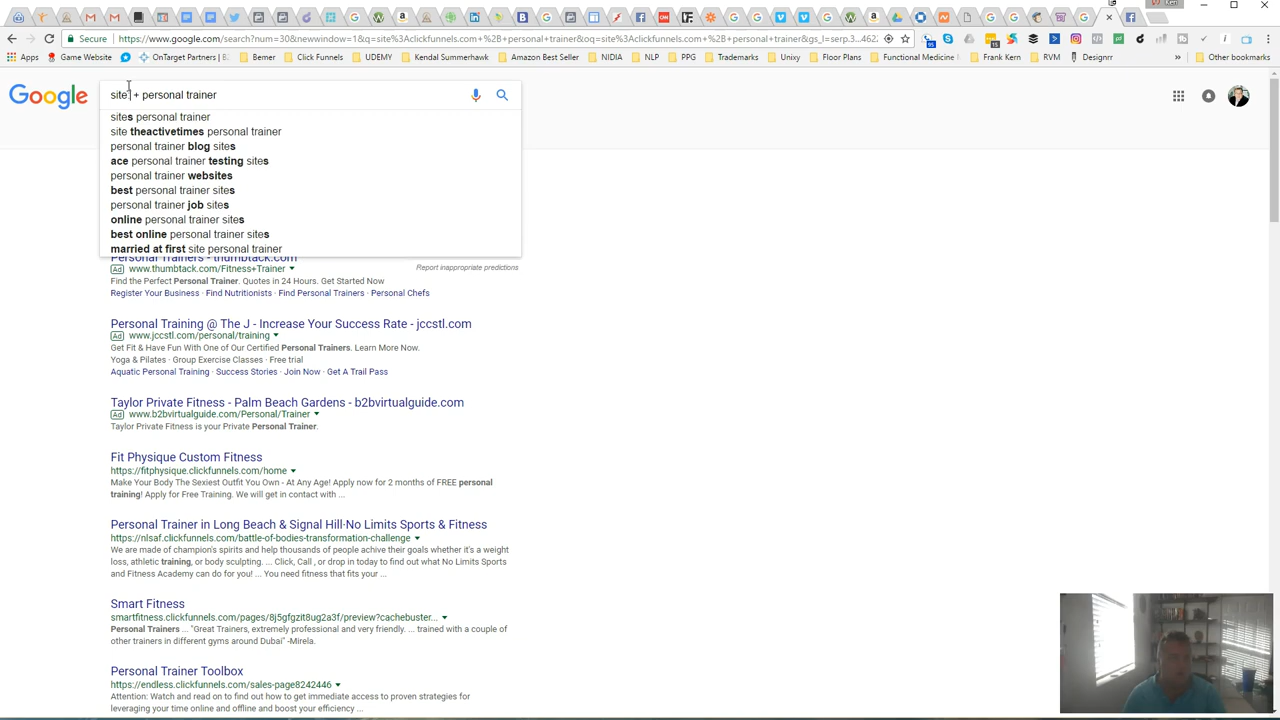 Ken
Secure
https://www.google.com/search?num=30&newwindow=1&q=site%3Aclickfunnels.com+%2B+personal+trainer&oq=site%3Aclickfunnels.com+%2B+personal+trainer&gs_l=serp.3...4622
Apps
Game Website
OnTarget Partners | B
Bemer
Click Funnels
UDEMY
Kendal Summerhawk
Amazon Best Seller
NIDIA
NLP
PPG
Trademarks
Unixy
Floor Plans
Functional Medicine
Frank Kern
RVM
Designrr
Other bookmarks
Google
site + personal trainer
sites personal trainer
site theactivetimes personal trainer
personal trainer blog sites
ace personal trainer testing sites
personal trainer websites
best personal trainer sites
personal trainer job sites
online personal trainer sites
best online personal trainer sites
married at first site personal trainer
Personal Trainers - thumbtack.com
Report inappropriate predictions
Ad www.thumbtack.com/Fitness+Trainer
Find the Perfect Personal Trainer. Quotes in 24 Hours. Get Started Now
Register Your Business · Find Nutritionists · Find Personal Trainers · Personal Chefs
Personal Training @ The J - Increase Your Success Rate - jccstl.com
Ad www.jccstl.com/personal/training
Get Fit & Have Fun With One of Our Certified Personal Trainers. Learn More Now.
Yoga & Pilates · Group Exercise Classes · Free trial
Aquatic Personal Training · Success Stories · Join Now · Get A Trail Pass
Taylor Private Fitness - Palm Beach Gardens - b2bvirtualguide.com
Ad www.b2bvirtualguide.com/Personal/Trainer
Taylor Private Fitness is your Private Personal Trainer.
Fit Physique Custom Fitness
https://fitphysique.clickfunnels.com/home
Make Your Body The Sexiest Outfit You Own - At Any Age! Apply now for 2 months of FREE personal
training! Apply for Free Training. We will get in contact with ...
Personal Trainer in Long Beach & Signal Hill-No Limits Sports & Fitness
https://nlsaf.clickfunnels.com/battle-of-bodies-transformation-challenge
We are made of champion's spirits and help thousands of people achive their goals whether it's a weight
loss, athletic training, or body sculpting. ... Click, Call , or drop in today to find out what No Limits Sports
and Fitness Academy can do for you! ... You need fitness that fits your ...
Smart Fitness
smartfitness.clickfunnels.com/pages/8j5gfgzit8ug2a3f/preview?cachebuster...
Personal Trainers ... "Great Trainers, extremely professional and very friendly. ... trained with a couple of
other trainers in different gyms around Dubai" -Mirela.
Personal Trainer Toolbox
https://endless.clickfunnels.com/sales-page8242446
Attention: Watch and read on to find out how to get immediate access to proven strategies for
leveraging your time online and offline and boost your efficiency ...